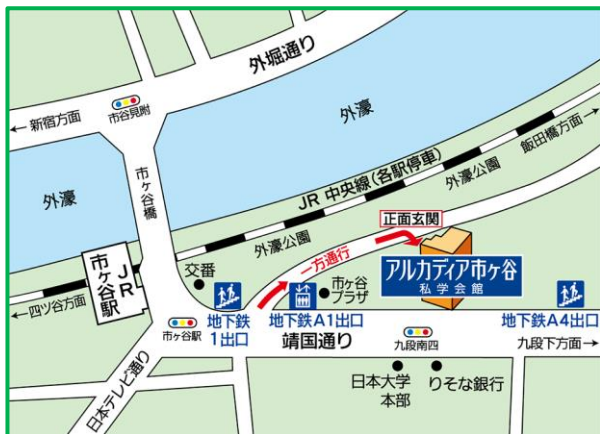 外堀通り
←新宿方面
市谷見附
外濠
飯田橋方面→
市ヶ谷橋
JR 中央線(各駅停車)
外濠公園
外濠
正面玄関
外濠公園
一方通行
アルカディア市ヶ谷
私学会館
JR
市ヶ谷駅
交番
市ヶ谷
プラザ
←四ツ谷方面
地下鉄
1出口
地下鉄A1出口
地下鉄A4出口
市ヶ谷駅
靖国通り
九段南四
九段下方面→
日本テレビ通り
日本大学
本部
りそな銀行